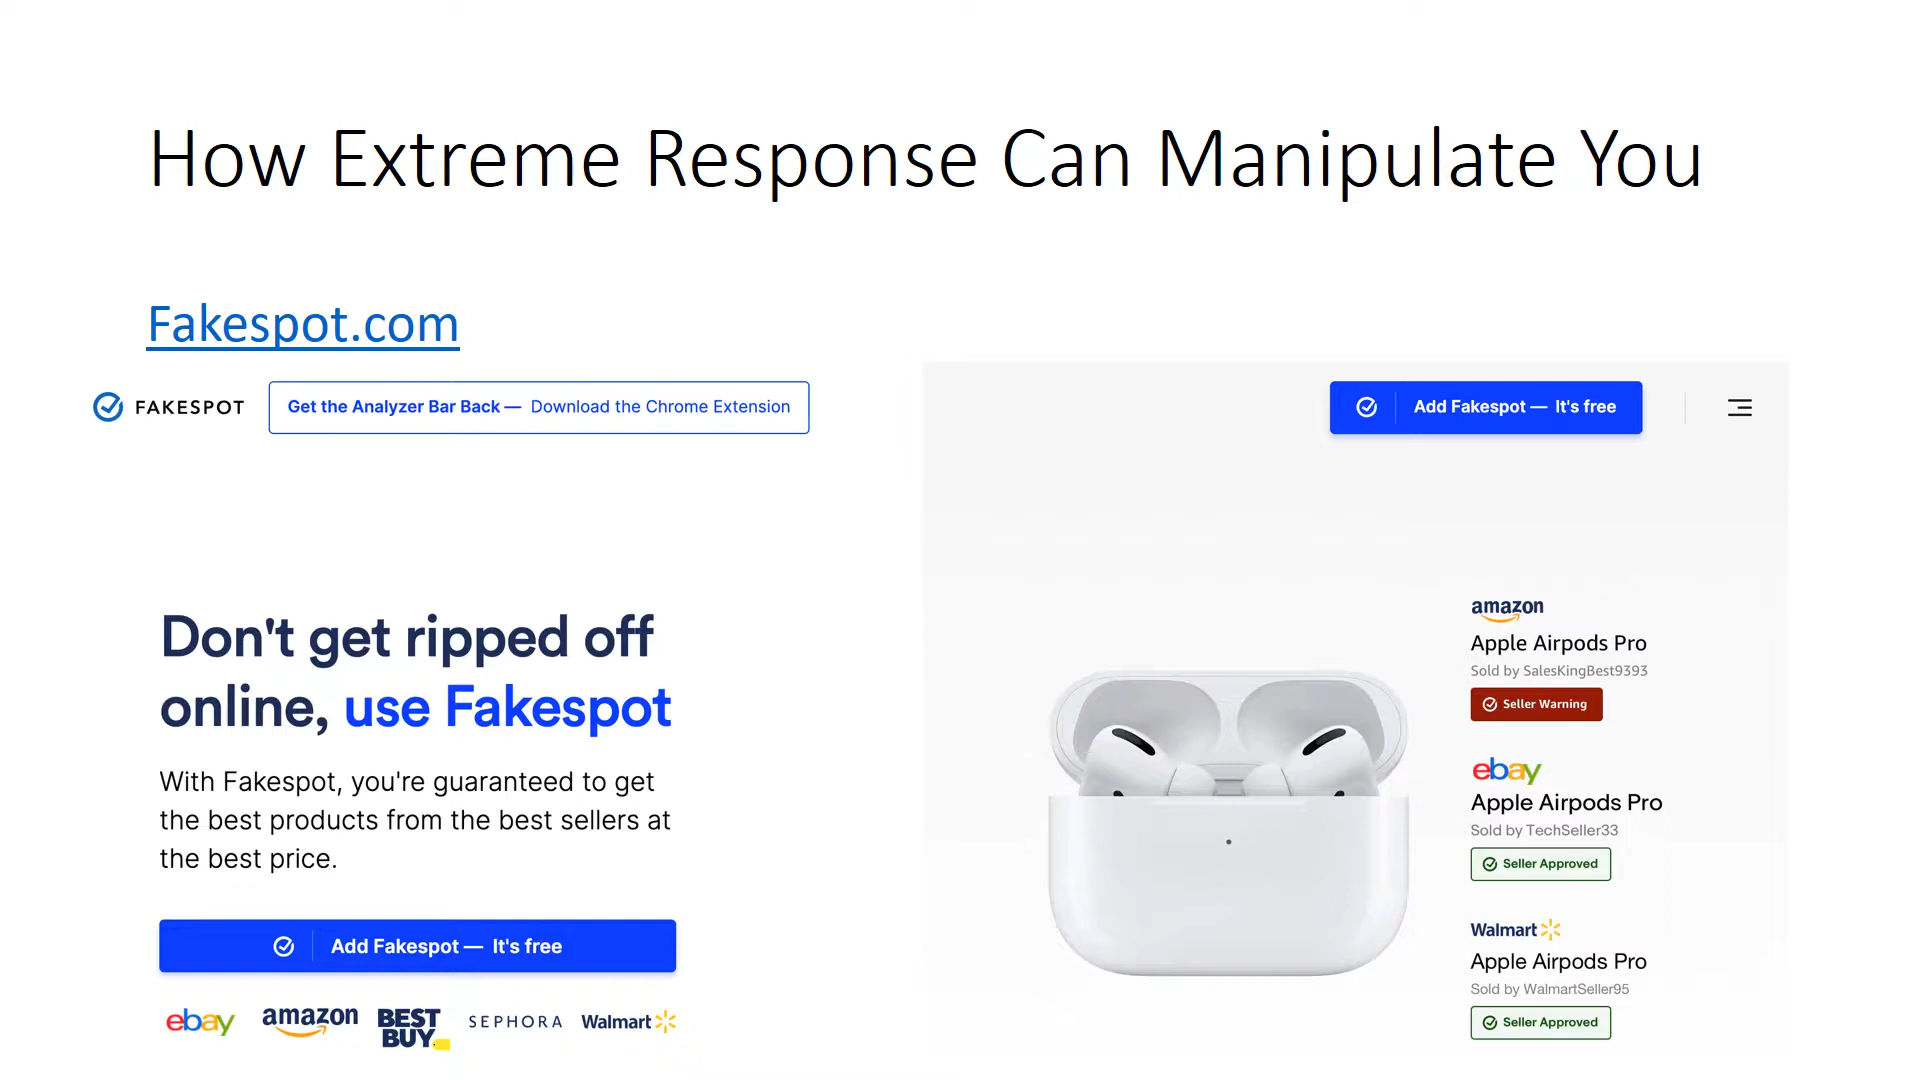 How Extreme Response Can Manipulate You
Fakespot.com
FAKESPOT
Get the Analyzer Bar Back — Download the Chrome Extension
Add Fakespot — It's free
Don't get ripped off
online, use Fakespot
With Fakespot, you're guaranteed to get
the best products from the best sellers at
the best price.
Add Fakespot — It's free
ebay amazon BEST BUY SEPHORA Walmart
amazon
Apple Airpods Pro
Sold by SalesKingBest9393
Seller Warning
ebay
Apple Airpods Pro
Sold by TechSeller33
Seller Approved
Walmart
Apple Airpods Pro
Sold by WalmartSeller95
Seller Approved